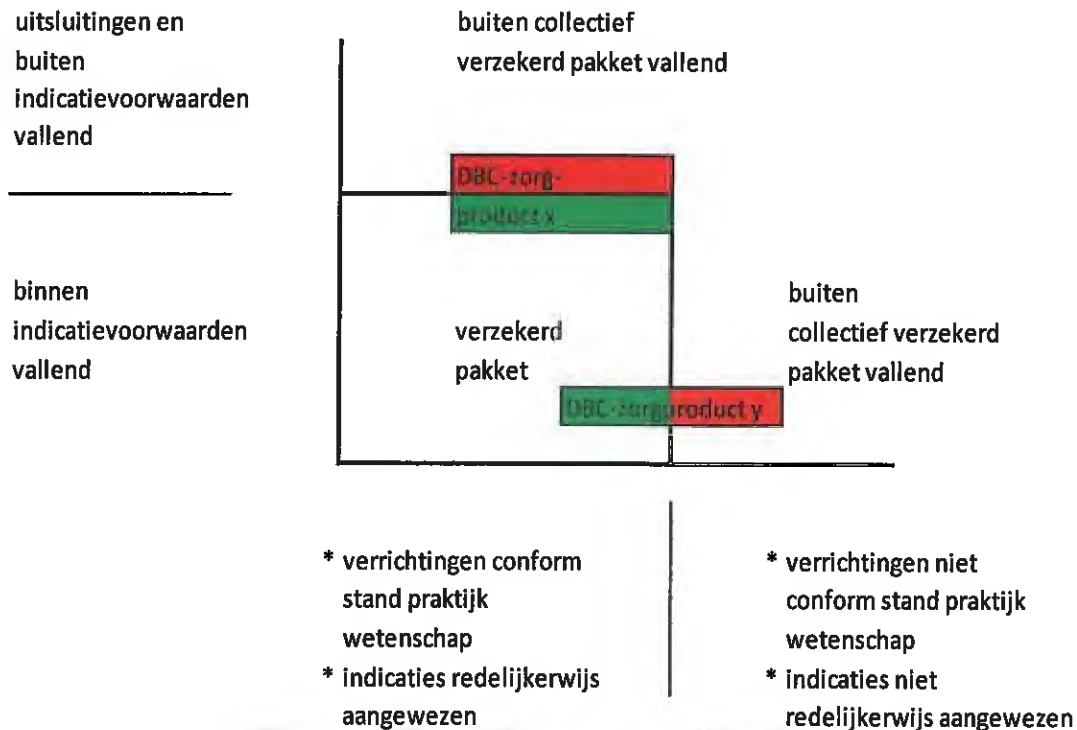 uitsluitingen en
buiten
indicatievoorwaarden
vallend
buiten collectief
verzekerd pakket vallend
DBC-zorg-
product x
binnen
indicatievoorwaarden
vallend
verzekerd
pakket
buiten
collectief verzekerd
pakket vallend
DBC-zorgproduct y
* verrichtingen conform
stand praktijk
wetenschap
* indicaties redelijkerwijs
aangewezen
* verrichtingen niet
conform stand praktijk
wetenschap
* indicaties niet
redelijkerwijs aangewezen